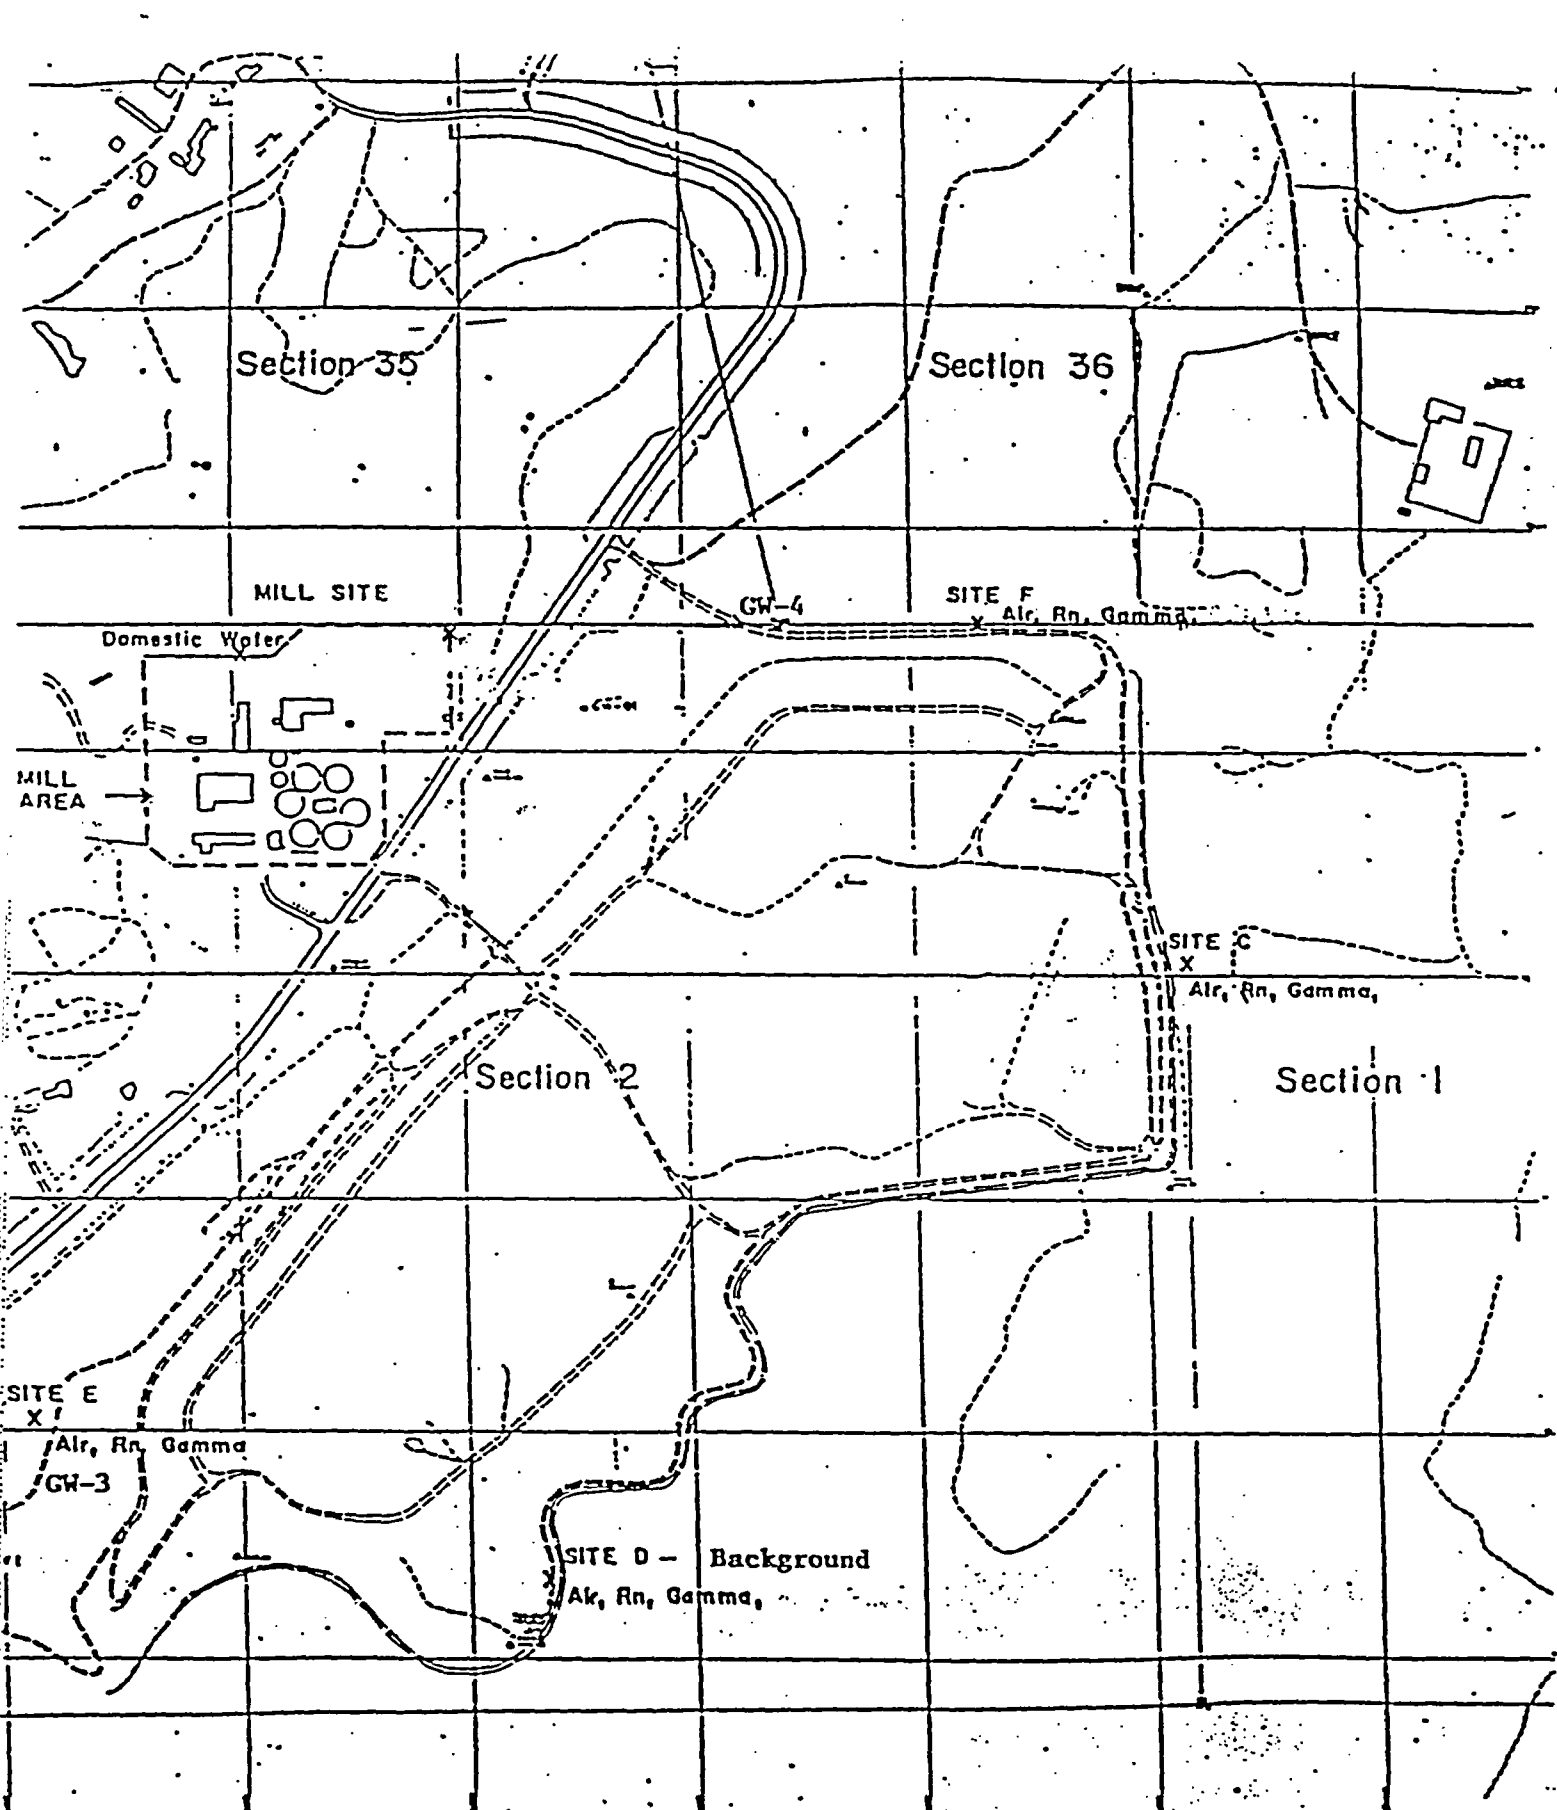 Section 35
Section 36
MILL SITE
GW-4
SITE F
Air, Rn, Gamma,
Domestic Water
MILL
AREA
SITE C
Air, Rn, Gamma,
Section 2
Section 1
SITE E
Air, Rn, Gamma
GW-3
SITE D - Background
Air, Rn, Gamma,